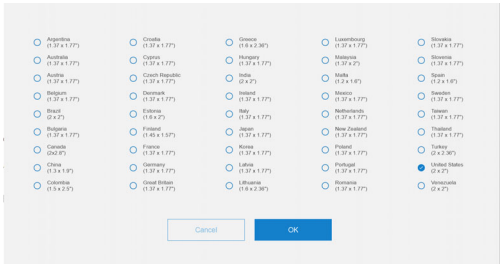 Argentina
(1.37 x 1.77")
Australia
(1.37 x 1.77")
Austria
(1.37 x 1.77")
Belgium
(1.37 x 1.77")
Brazil
(2 x 2")
Bulgaria
(1.37 x 1.77")
Canada
(2x2.8")
China
(1.3 x 1.9")
Colombia
(1.5 x 2.5")
Croatia
(1.37 x 1.77")
Cyprus
(1.37 x 1.77")
Czech Republic
(1.37 x 1.77")
Denmark
(1.37 x 1.77")
Estonia
(1.6 x 2")
Finland
(1.45 x 1.57")
France
(1.37 x 1.77")
Germany
(1.37 x 1.77")
Great Britain
(1.37 x 1.77")
Greece
(1.6 x 2.36")
Hungary
(1.37 x 1.77")
India
(2 x 2")
Ireland
(1.37 x 1.77")
Italy
(1.37 x 1.77")
Japan
(1.37 x 1.77")
Korea
(1.37 x 1.77")
Latvia
(1.37 x 1.77")
Lithuania
(1.6 x 2.36")
Luxembourg
(1.37 x 1.77")
Malaysia
(1.37 x 2")
Malta
(1.2 x 1.6")
Mexico
(1.37 x 1.77")
Netherlands
(1.37 x 1.77")
New Zealand
(1.37 x 1.77")
Poland
(1.37 x 1.77")
Portugal
(1.37 x 1.77")
Romania
(1.37 x 1.77")
Slovakia
(1.37 x 1.77")
Slovenia
(1.37 x 1.77")
Spain
(1.2 x 1.6")
Sweden
(1.37 x 1.77")
Taiwan
(1.37 x 1.77")
Thailand
(1.37 x 1.77")
Turkey
(2 x 2.36")
United States
(2 x 2")
Venezuela
(2 x 2")
Cancel
OK